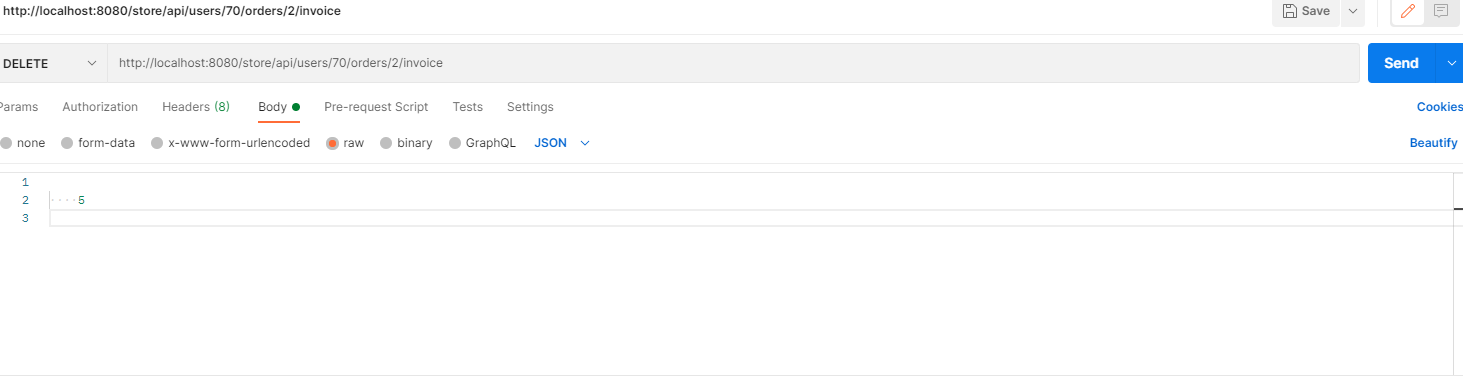 http://localhost:8080/store/api/users/70/orders/2/invoice Save
DELETE http://localhost:8080/store/api/users/70/orders/2/invoice Send
Params Authorization Headers (8) Body Pre-request Script Tests Settings Cookies
none form-data x-www-form-urlencoded raw binary GraphQL JSON Beautify
1
2 ····5
3